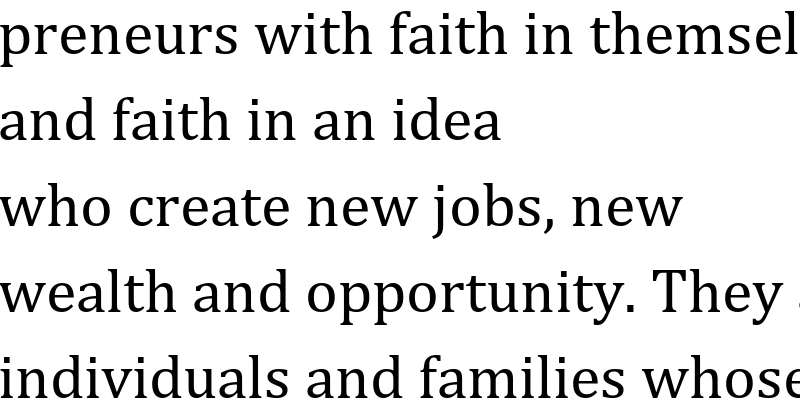 preneurs with faith in themsel
and faith in an idea
who create new jobs, new
wealth and opportunity. They
individuals and families whose